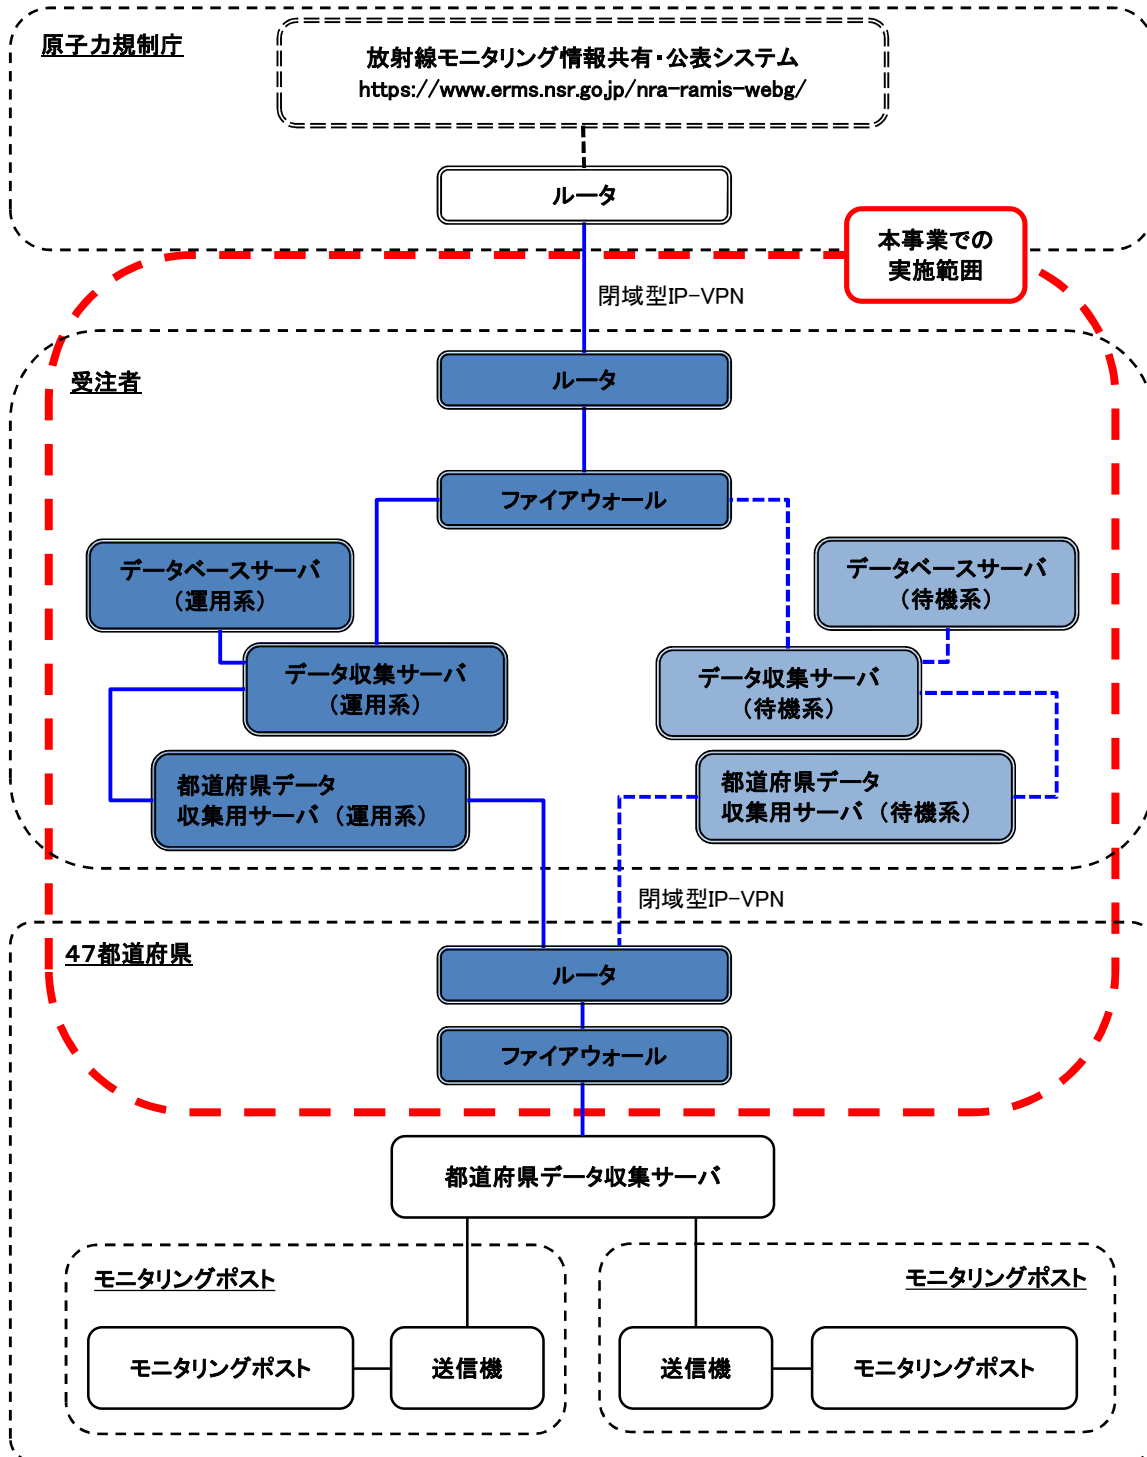 原子力規制庁
放射線モニタリング情報共有・公表システム
https://www.erms.nsr.go.jp/nra-ramis-webg/
ルータ
本事業での
実施範囲
閉域型IP-VPN
受注者
ルータ
ファイアウォール
データベースサーバ
（運用系）
データベースサーバ
（待機系）
データ収集サーバ
（運用系）
データ収集サーバ
（待機系）
都道府県データ
収集用サーバ（運用系）
都道府県データ
収集用サーバ（待機系）
閉域型IP-VPN
47都道府県
ルータ
ファイアウォール
都道府県データ収集サーバ
モニタリングポスト
モニタリングポスト
モニタリングポスト
送信機
送信機
モニタリングポスト